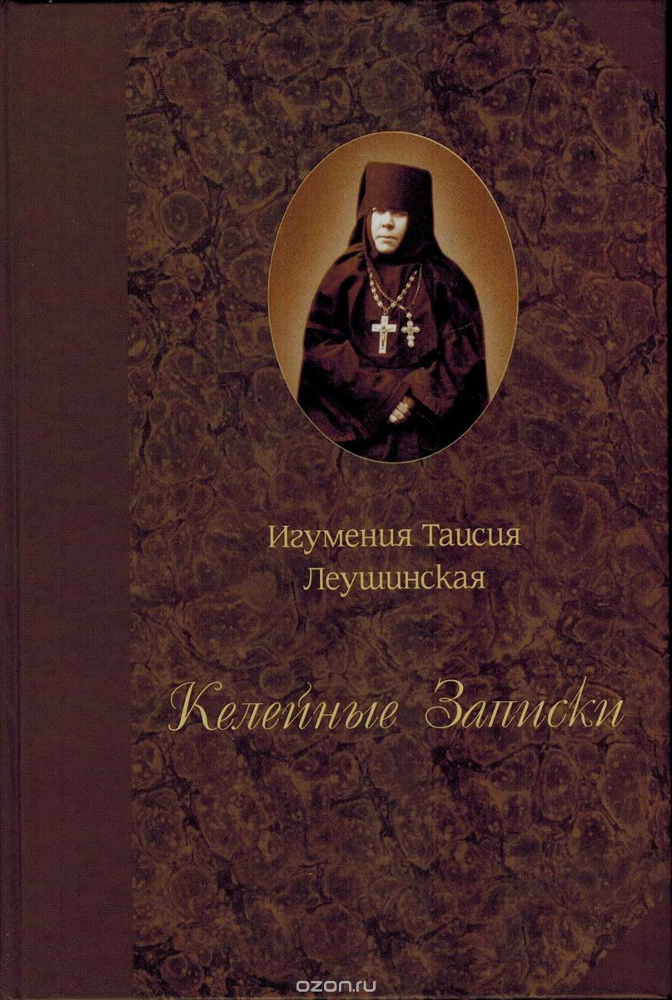 Игумения Таисия
Леушинская
Келейные Записки
ozon.ru